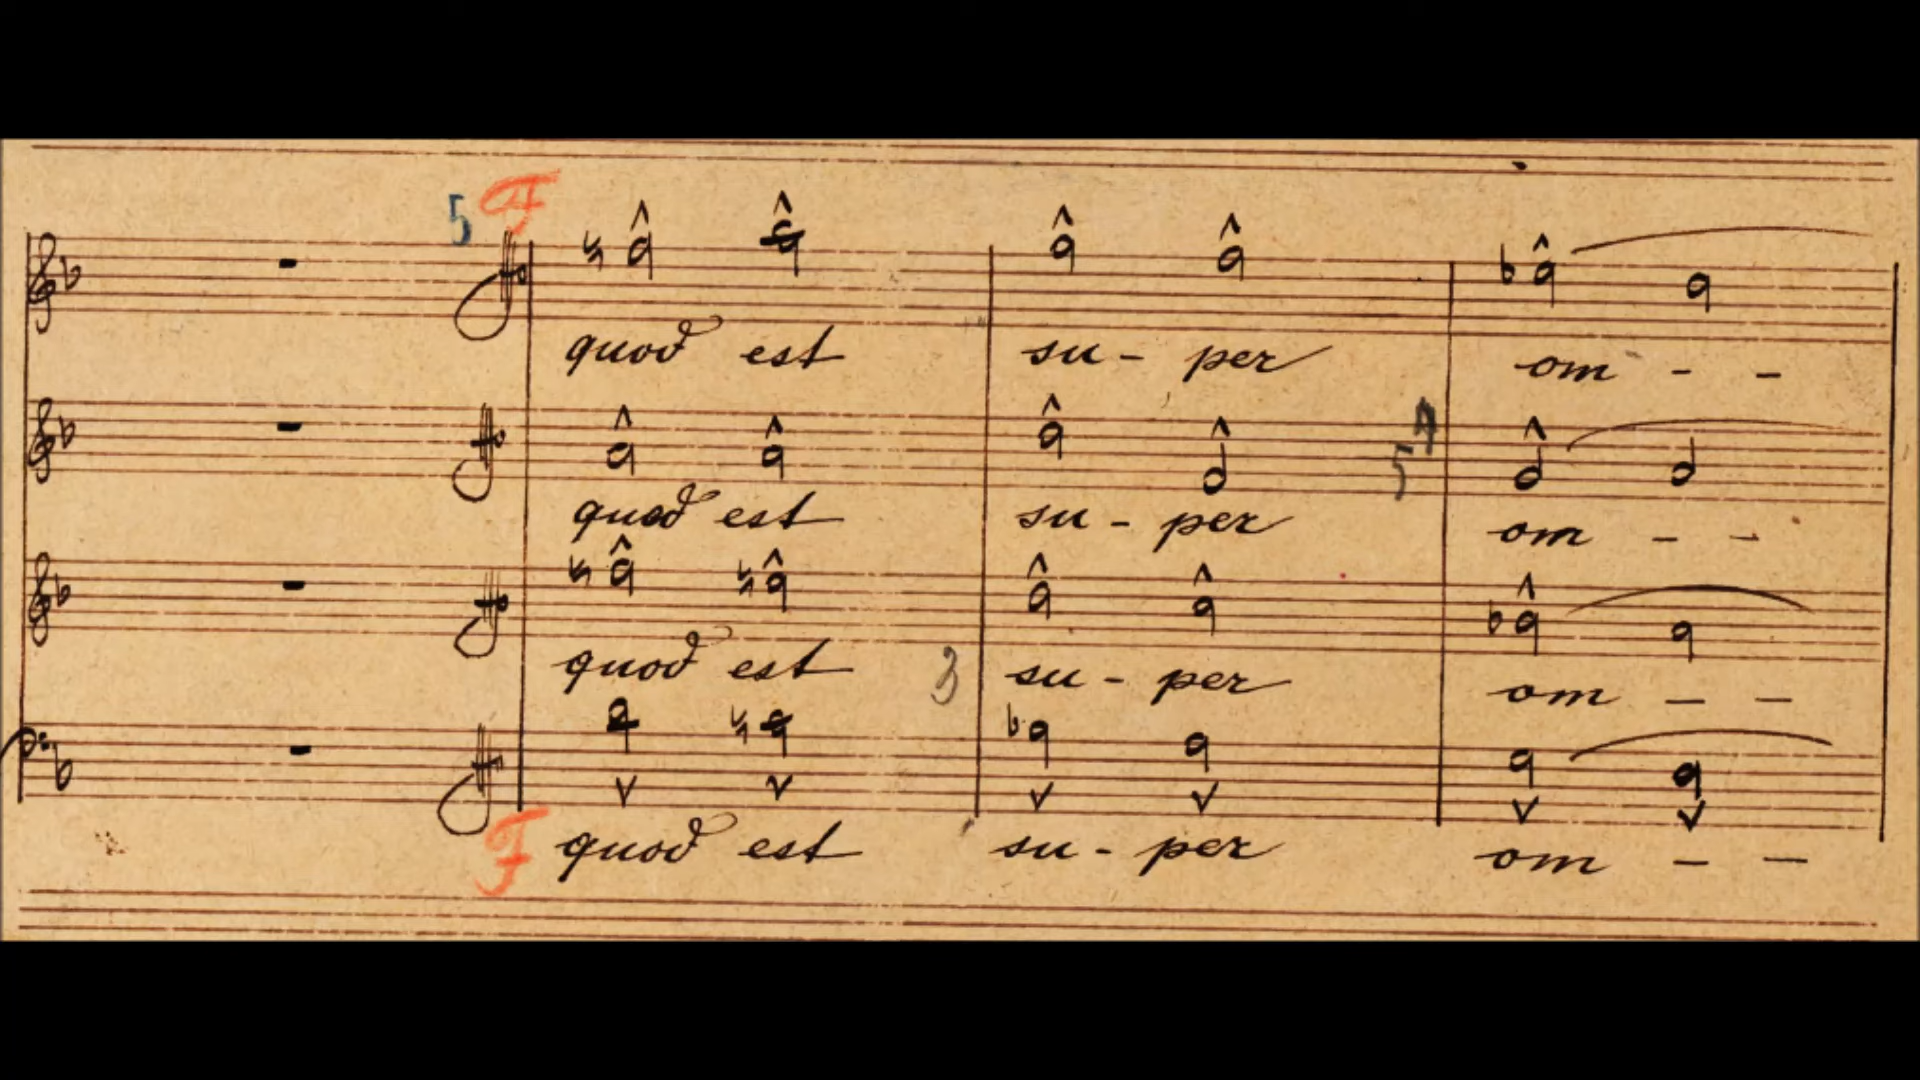 5 F
quod est su - per om - -
quod est su - per om - -
quod est su - per om - -
3
F quod est su - per om - -